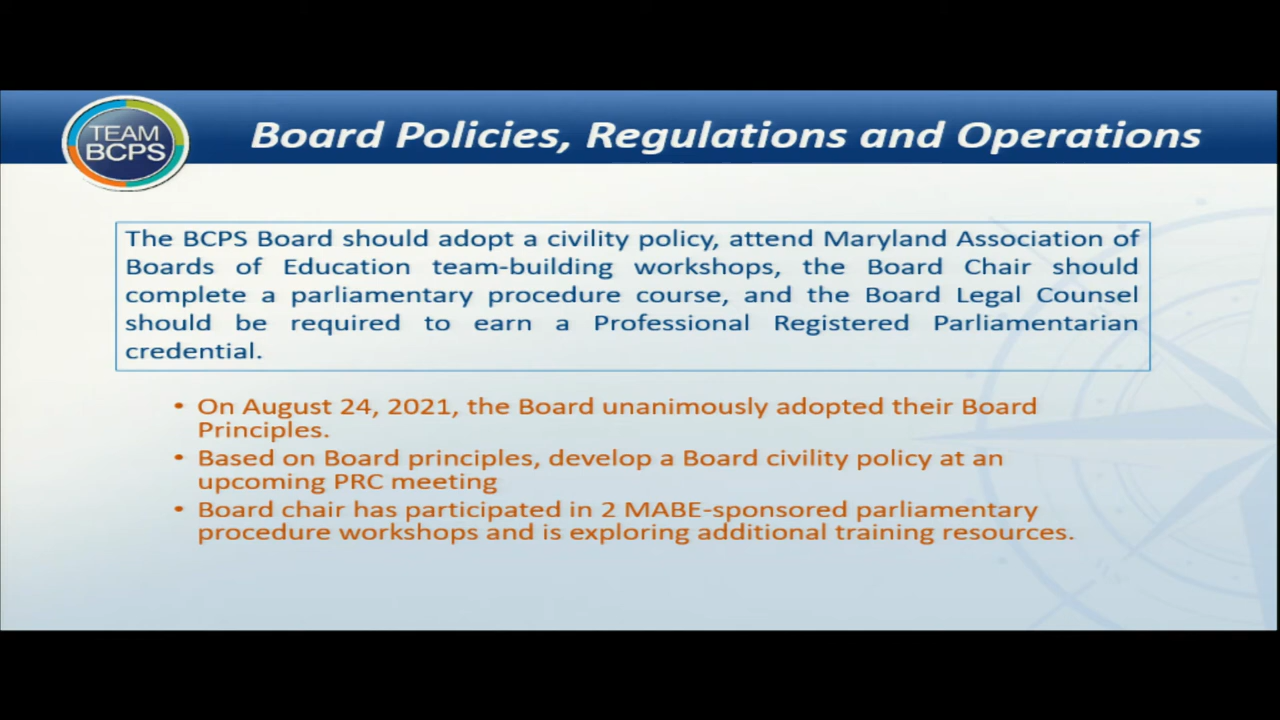 TEAM
BCPS
Board Policies, Regulations and Operations
The BCPS Board should adopt a civility policy, attend Maryland Association of
Boards of Education team-building workshops, the Board Chair should
complete a parliamentary procedure course, and the Board Legal Counsel
should be required to earn a Professional Registered Parliamentarian
credential.
• On August 24, 2021, the Board unanimously adopted their Board
Principles.
• Based on Board principles, develop a Board civility policy at an
upcoming PRC meeting
• Board chair has participated in 2 MABE-sponsored parliamentary
procedure workshops and is exploring additional training resources.